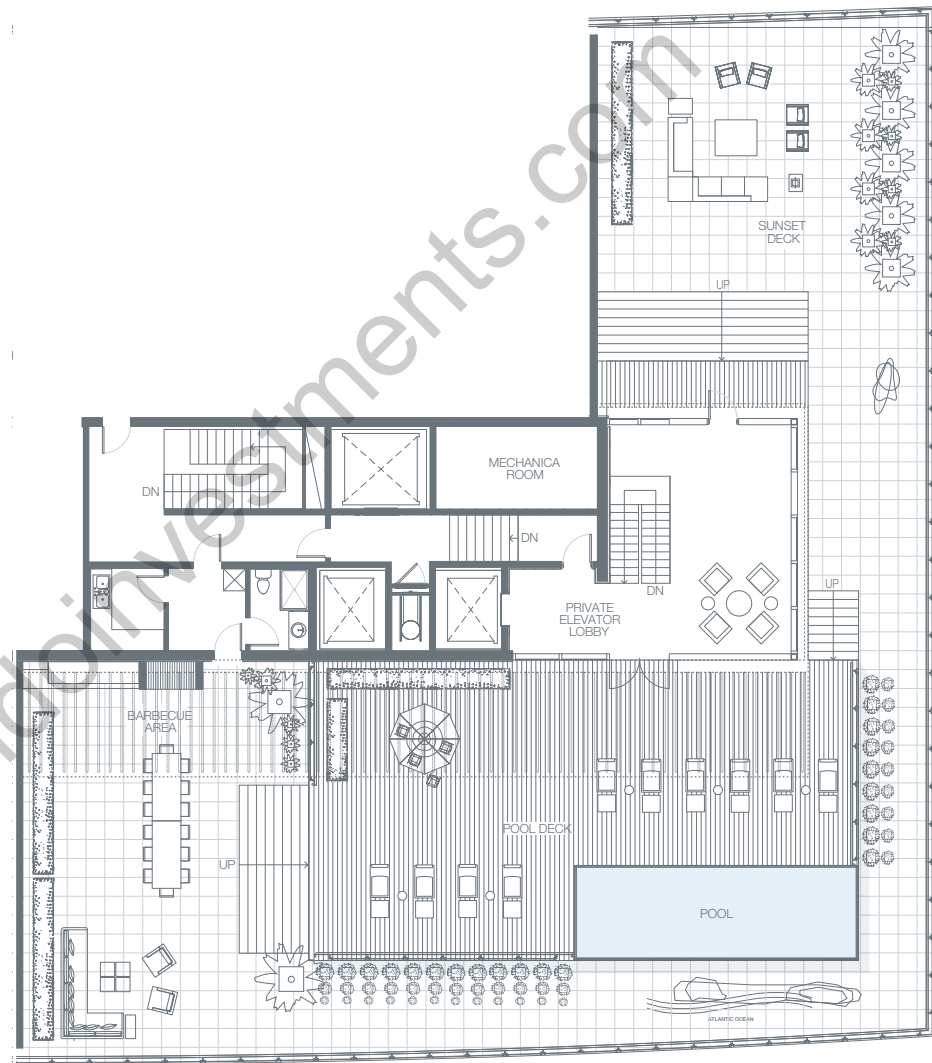 SUNSET
DECK
UP
MECHANICA
ROOM
DN
DN
DN
UP
PRIVATE
ELEVATOR
LOBBY
BARBECUE
AREA
POOL DECK
UP
POOL
ATLANTIC OCEAN
doinvestments.com